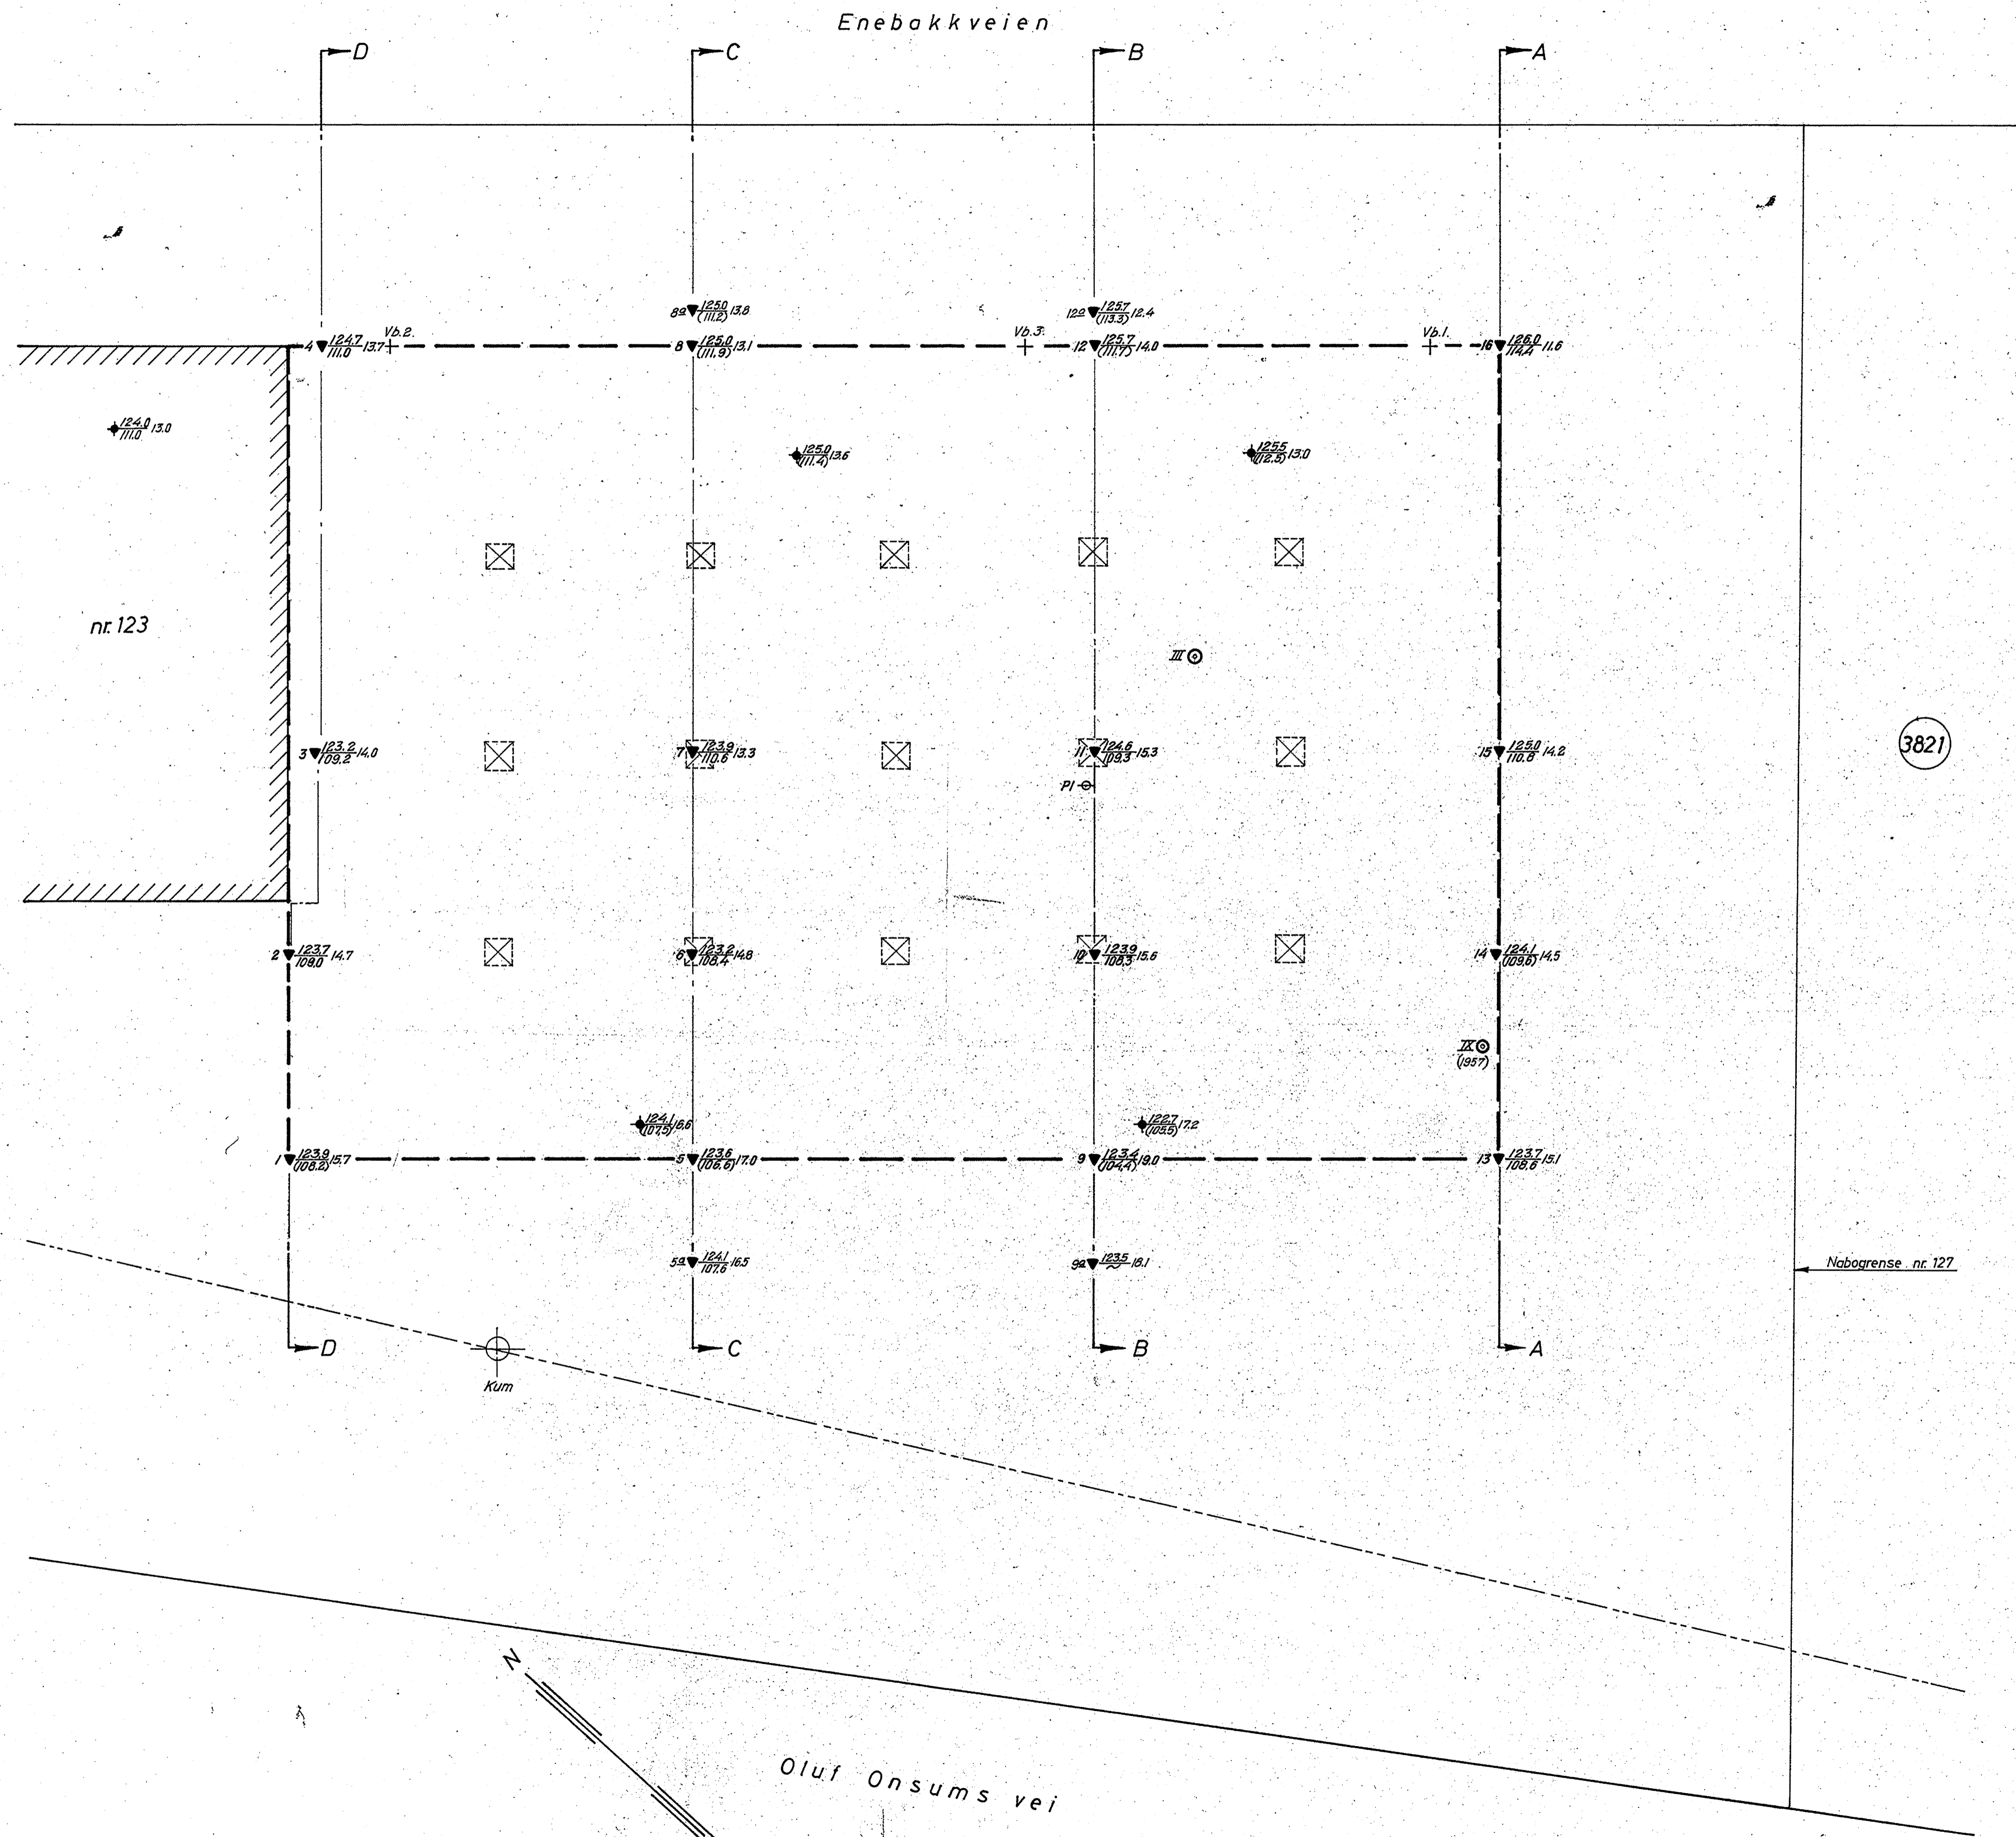 Enebakkveien
D
C
B
A
8a 125.0 (111.2) 13.8
12a 125.7 (113.3) 12.4
Vb.2.
Vb.3.
Vb.1.
4 124.7 111.0 13.7
8 125.0 (111.9) 13.1
12 125.7 (111.7) 14.0
16 126.0 114.4 11.6
124.0 111.0 13.0
125.0 (111.4) 13.6
125.5 (112.5) 13.0
nr. 123
III
3821
3 123.2 109.2 14.0
7 123.9 110.6 13.3
11 124.6 109.3 15.3
15 125.0 110.8 14.2
P1
2 123.7 109.0 14.7
6 123.2 108.4 14.8
10 123.9 108.3 15.6
14 124.1 (109.6) 14.5
IX
(1957)
124.1 (107.5) 16.6
122.7 (105.5) 17.2
1 123.9 (108.2) 15.7
5 123.6 (106.6) 17.0
9 123.4 (104.4) 19.0
13 123.7 108.6 15.1
5a 124.1 107.6 16.5
9a 123.5 ~ 18.1
Nabogrense nr. 127
D
C
B
A
Kum
N
Oluf Onsums vei